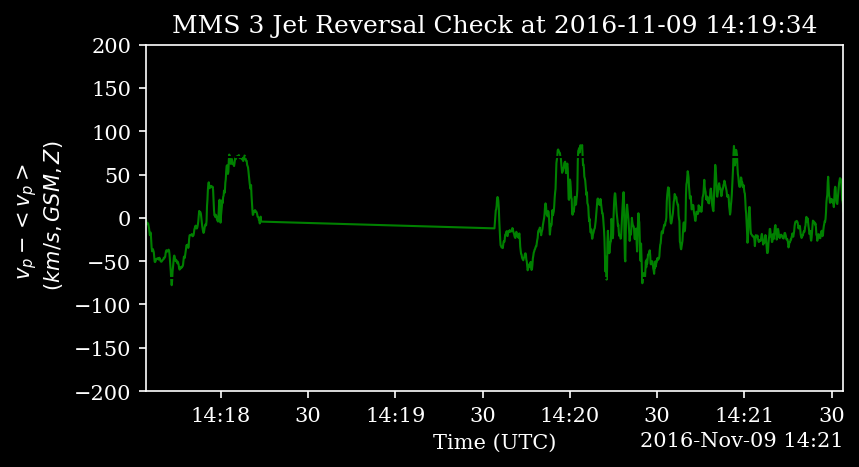 MMS 3 Jet Reversal Check at 2016-11-09 14:19:34
200
150
100
50
0
−50
−100
−150
−200
v_p − <v_p>
(km/s, GSM, Z)
14:18 30 14:19 30 14:20 30 14:21 30
Time (UTC)
2016-Nov-09 14:21